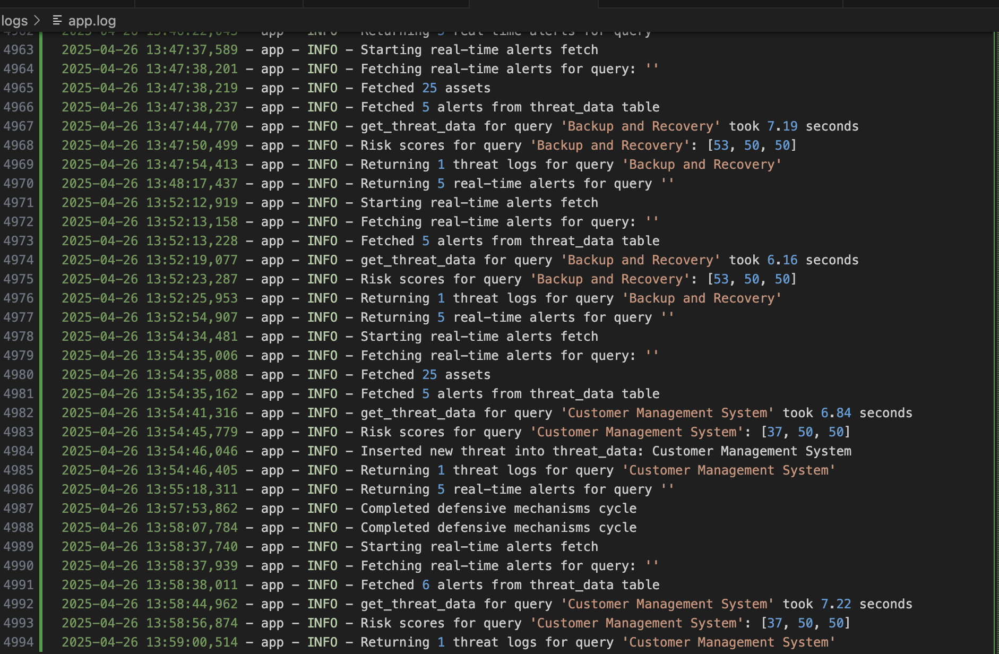 logs > app.log
4962 2025-04-26 13:46:22,645 - app - INFO - Returning 5 real-time alerts for query
4963 2025-04-26 13:47:37,589 - app - INFO - Starting real-time alerts fetch
4964 2025-04-26 13:47:38,201 - app - INFO - Fetching real-time alerts for query: ''
4965 2025-04-26 13:47:38,219 - app - INFO - Fetched 25 assets
4966 2025-04-26 13:47:38,237 - app - INFO - Fetched 5 alerts from threat_data table
4967 2025-04-26 13:47:44,770 - app - INFO - get_threat_data for query 'Backup and Recovery' took 7.19 seconds
4968 2025-04-26 13:47:50,499 - app - INFO - Risk scores for query 'Backup and Recovery': [53, 50, 50]
4969 2025-04-26 13:47:54,413 - app - INFO - Returning 1 threat logs for query 'Backup and Recovery'
4970 2025-04-26 13:48:17,437 - app - INFO - Returning 5 real-time alerts for query ''
4971 2025-04-26 13:52:12,919 - app - INFO - Starting real-time alerts fetch
4972 2025-04-26 13:52:13,158 - app - INFO - Fetching real-time alerts for query: ''
4973 2025-04-26 13:52:13,228 - app - INFO - Fetched 5 alerts from threat_data table
4974 2025-04-26 13:52:19,077 - app - INFO - get_threat_data for query 'Backup and Recovery' took 6.16 seconds
4975 2025-04-26 13:52:23,287 - app - INFO - Risk scores for query 'Backup and Recovery': [53, 50, 50]
4976 2025-04-26 13:52:25,953 - app - INFO - Returning 1 threat logs for query 'Backup and Recovery'
4977 2025-04-26 13:52:54,907 - app - INFO - Returning 5 real-time alerts for query ''
4978 2025-04-26 13:54:34,481 - app - INFO - Starting real-time alerts fetch
4979 2025-04-26 13:54:35,006 - app - INFO - Fetching real-time alerts for query: ''
4980 2025-04-26 13:54:35,088 - app - INFO - Fetched 25 assets
4981 2025-04-26 13:54:35,162 - app - INFO - Fetched 5 alerts from threat_data table
4982 2025-04-26 13:54:41,316 - app - INFO - get_threat_data for query 'Customer Management System' took 6.84 seconds
4983 2025-04-26 13:54:45,779 - app - INFO - Risk scores for query 'Customer Management System': [37, 50, 50]
4984 2025-04-26 13:54:46,046 - app - INFO - Inserted new threat into threat_data: Customer Management System
4985 2025-04-26 13:54:46,405 - app - INFO - Returning 1 threat logs for query 'Customer Management System'
4986 2025-04-26 13:55:18,311 - app - INFO - Returning 5 real-time alerts for query ''
4987 2025-04-26 13:57:53,862 - app - INFO - Completed defensive mechanisms cycle
4988 2025-04-26 13:58:07,784 - app - INFO - Completed defensive mechanisms cycle
4989 2025-04-26 13:58:37,740 - app - INFO - Starting real-time alerts fetch
4990 2025-04-26 13:58:37,939 - app - INFO - Fetching real-time alerts for query: ''
4991 2025-04-26 13:58:38,011 - app - INFO - Fetched 6 alerts from threat_data table
4992 2025-04-26 13:58:44,962 - app - INFO - get_threat_data for query 'Customer Management System' took 7.22 seconds
4993 2025-04-26 13:58:56,874 - app - INFO - Risk scores for query 'Customer Management System': [37, 50, 50]
4994 2025-04-26 13:59:00,514 - app - INFO - Returning 1 threat logs for query 'Customer Management System'